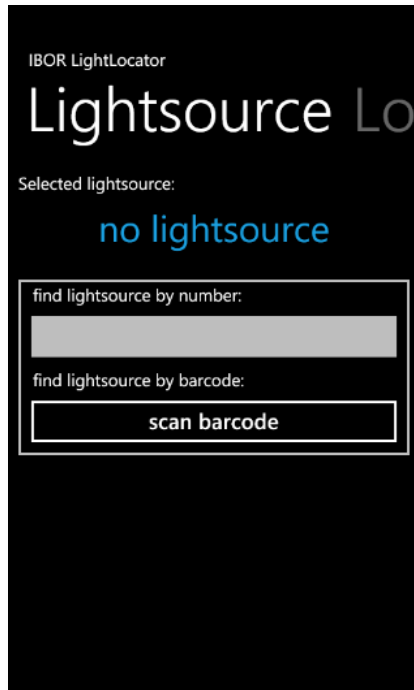 IBOR LightLocator
Lightsource Lo
Selected lightsource:
no lightsource
find lightsource by number:
find lightsource by barcode:
scan barcode